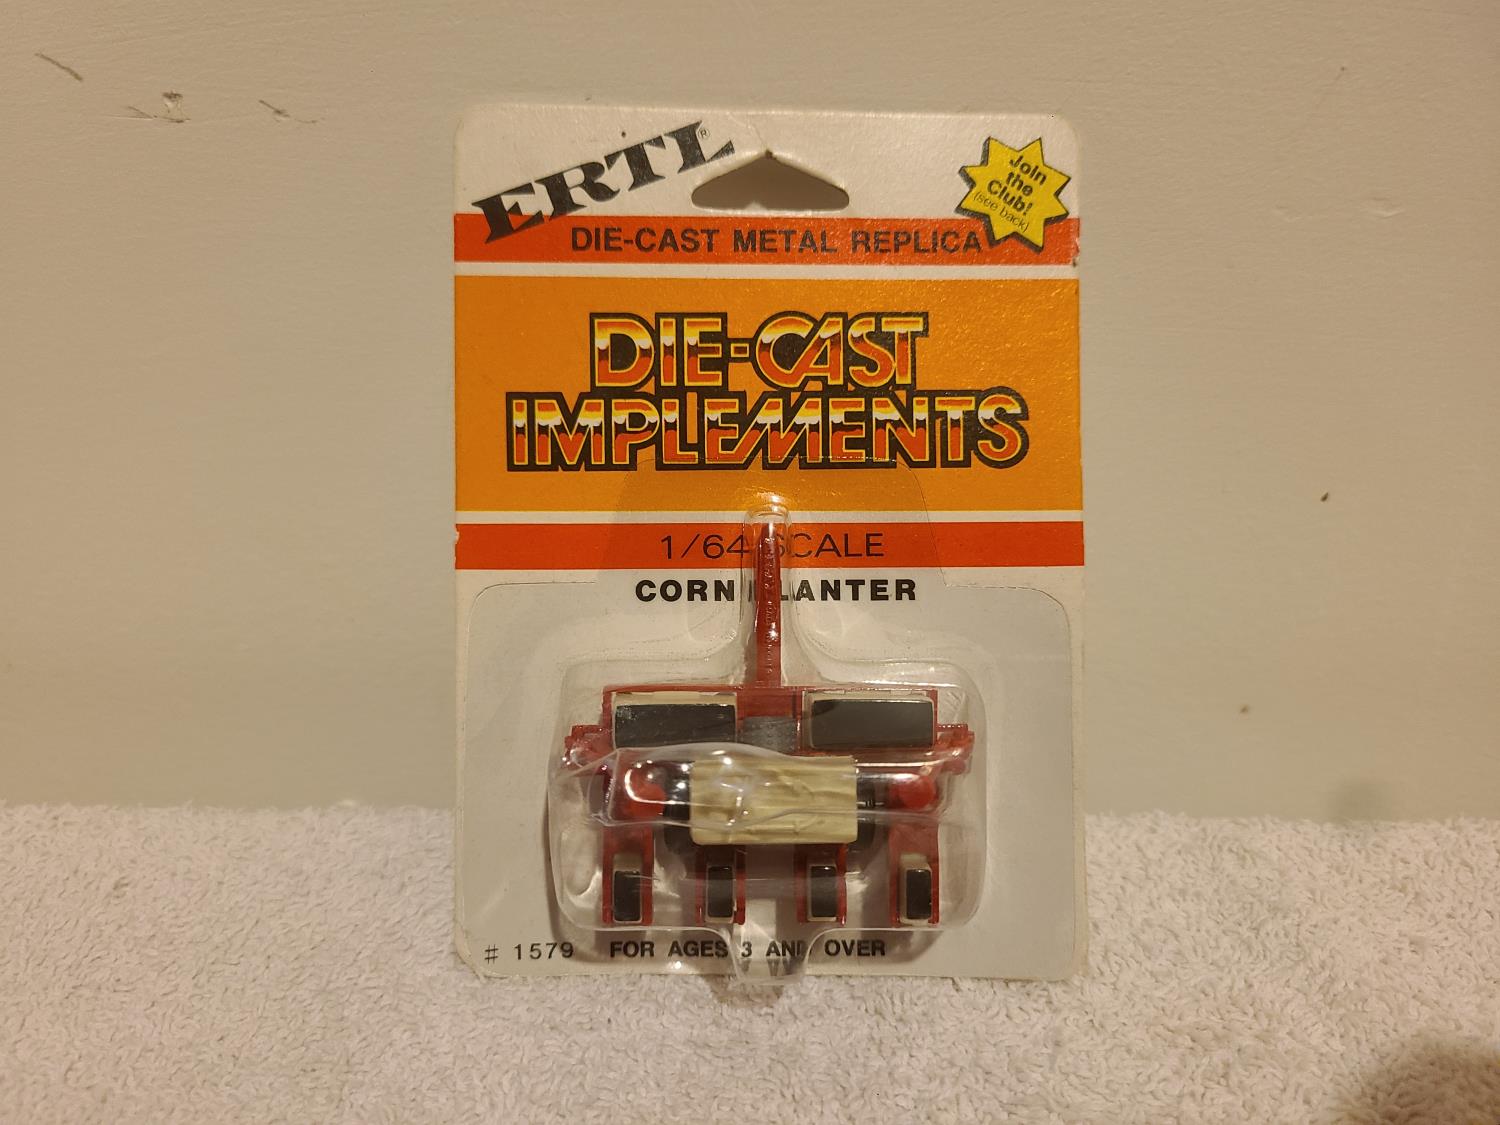 ERTL®
Join
the
Club!
(see back)
DIE-CAST METAL REPLICA
DIE-CAST
IMPLEMENTS
1/64 SCALE
CORN PLANTER
# 1579 FOR AGES 3 AND OVER